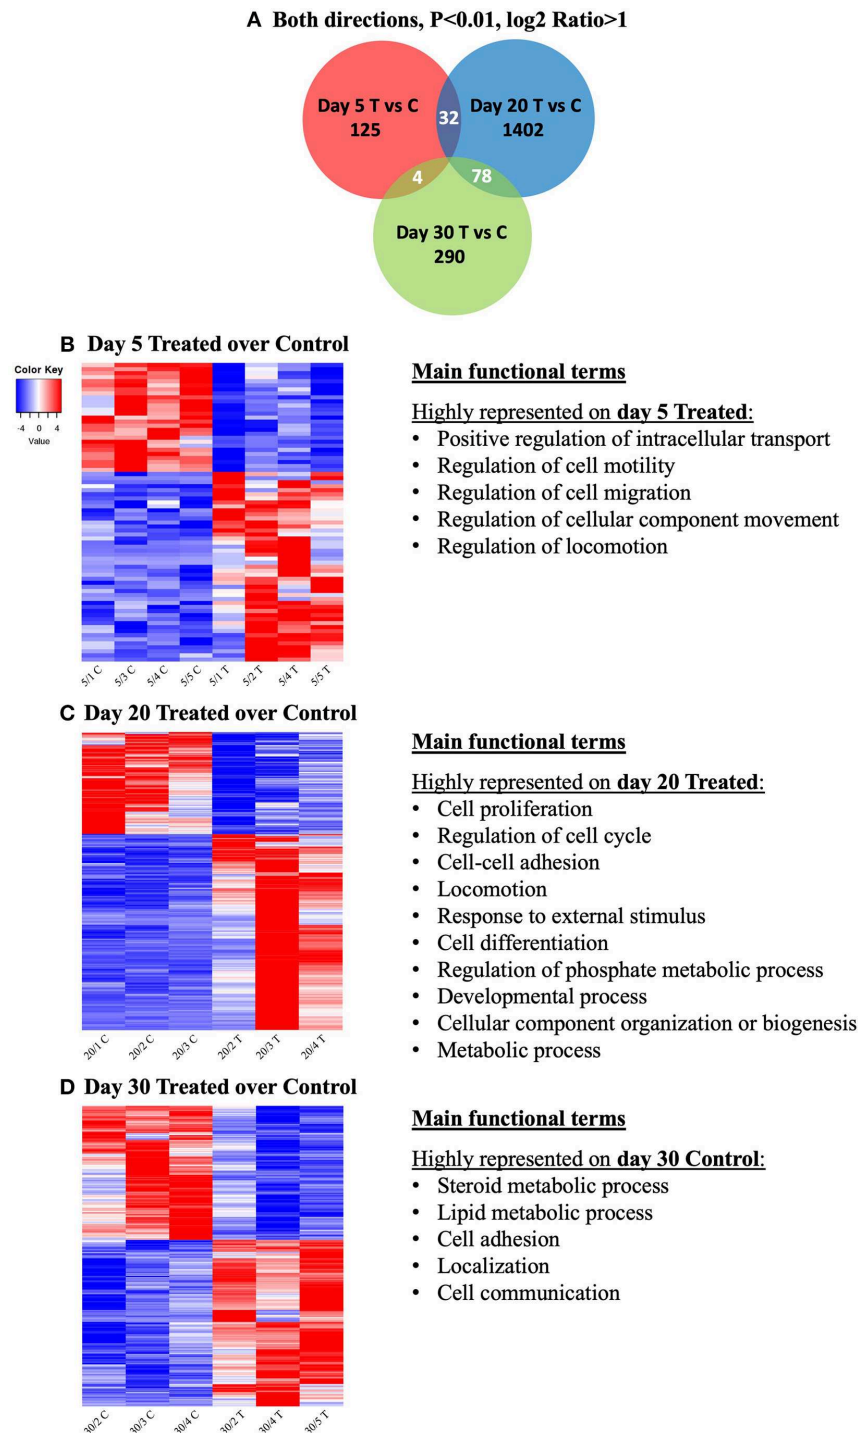 A Both directions, P<0.01, log2 Ratio>1
Day 5 T vs C
125
32
Day 20 T vs C
1402
4
78
Day 30 T vs C
290
B Day 5 Treated over Control
Color Key
-4 0 4
Value
5/1 C 5/3 C 5/4 C 5/5 C 5/1 T 5/2 T 5/4 T 5/5 T
Main functional terms
Highly represented on day 5 Treated:
• Positive regulation of intracellular transport
• Regulation of cell motility
• Regulation of cell migration
• Regulation of cellular component movement
• Regulation of locomotion
C Day 20 Treated over Control
20/1 C 20/2 C 20/3 C 20/2 T 20/3 T 20/4 T
Main functional terms
Highly represented on day 20 Treated:
• Cell proliferation
• Regulation of cell cycle
• Cell-cell adhesion
• Locomotion
• Response to external stimulus
• Cell differentiation
• Regulation of phosphate metabolic process
• Developmental process
• Cellular component organization or biogenesis
• Metabolic process
D Day 30 Treated over Control
30/2 C 30/3 C 30/4 C 30/2 T 30/4 T 30/5 T
Main functional terms
Highly represented on day 30 Control:
• Steroid metabolic process
• Lipid metabolic process
• Cell adhesion
• Localization
• Cell communication